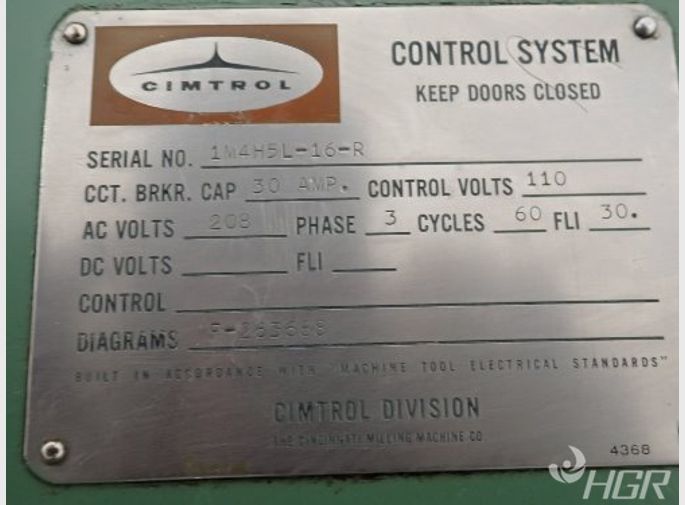 CIMTROL
CONTROL SYSTEM
KEEP DOORS CLOSED
SERIAL NO. 1M4H5L-16-R
CCT. BRKR. CAP 30 AMP. CONTROL VOLTS 110
AC VOLTS 208 PHASE 3 CYCLES 60 FLI 30.
DC VOLTS FLI
CONTROL
DIAGRAMS
BUILT IN ACCORDANCE WITH "MACHINE TOOL ELECTRICAL STANDARDS"
CIMTROL DIVISION
THE CINCINNATI MILLING MACHINE CO.
4368
HGR